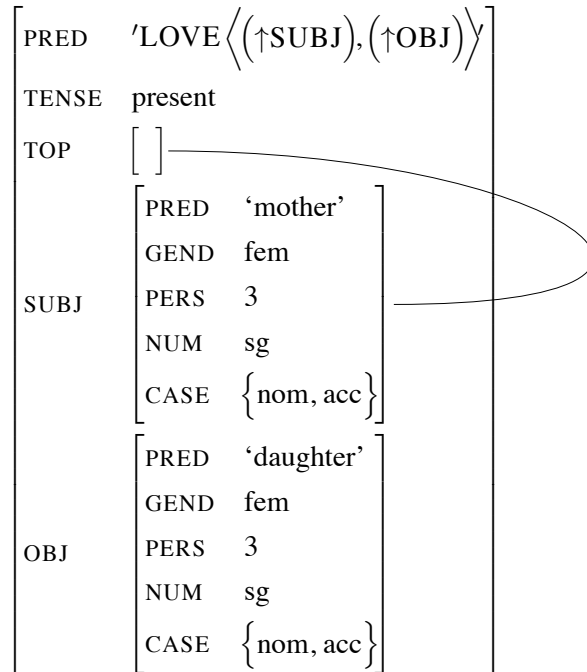 PRED ′LOVE⟨(↑SUBJ),(↑OBJ)⟩′
TENSE present
TOP [ ]
SUBJ
PRED ‘mother’
GEND fem
PERS 3
NUM sg
CASE {nom, acc}
OBJ
PRED ‘daughter’
GEND fem
PERS 3
NUM sg
CASE {nom, acc}